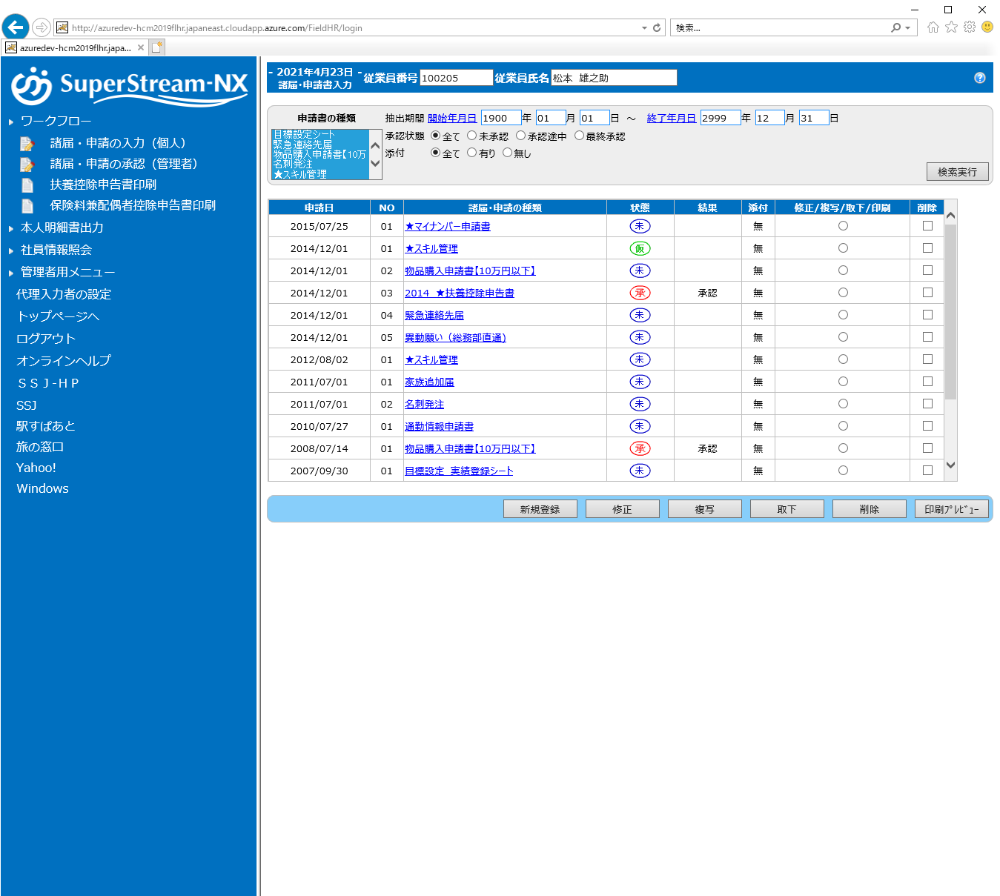 http://azuredev-hcm2019flhr.japaneast.cloudapp.azure.com/FieldHR/login
検索...
azuredev-hcm2019flhr.japa...
SuperStream-NX
ワークフロー
諸届・申請の入力（個人）
諸届・申請の承認（管理者）
扶養控除申告書印刷
保険料兼配偶者控除申告書印刷
本人明細書出力
社員情報照会
管理者用メニュー
代理入力者の設定
トップページへ
ログアウト
オンラインヘルプ
ＳＳＪ-ＨＰ
SSJ
駅すぱあと
旅の窓口
Yahoo!
Windows
- 2021年4月23日 -
諸届・申請書入力
従業員番号 100205 従業員氏名 松本　雄之助
申請書の種類
目標設定シート
緊急連絡先届
物品購入申請書【10万
名刺発注
★スキル管理
抽出期間 開始年月日 1900 年 01 月 01 日 ～ 終了年月日 2999 年 12 月 31 日
承認状態 全て 未承認 承認途中 最終承認
添付 全て 有り 無し
検索実行
申請日 NO 諸届・申請の種類 状態 結果 添付 修正/複写/取下/印刷 削除
2015/07/25 01 ★マイナンバー申請書 未 無
2014/12/01 01 ★スキル管理 仮 無
2014/12/01 02 物品購入申請書【10万円以下】 未 無
2014/12/01 03 2014　★扶養控除申告書 承 承認 無
2014/12/01 04 緊急連絡先届 未 無
2014/12/01 05 異動願い（総務部直通） 未 無
2012/08/02 01 ★スキル管理 未 無
2011/07/01 01 家族追加届 未 無
2011/07/01 02 名刺発注 未 無
2010/07/27 01 通勤情報申請書 未 無
2008/07/14 01 物品購入申請書【10万円以下】 承 承認 無
2007/09/30 01 目標設定　実績登録シート 未 無
新規登録 修正 複写 取下 削除 印刷ﾌﾟﾚﾋﾞｭｰ